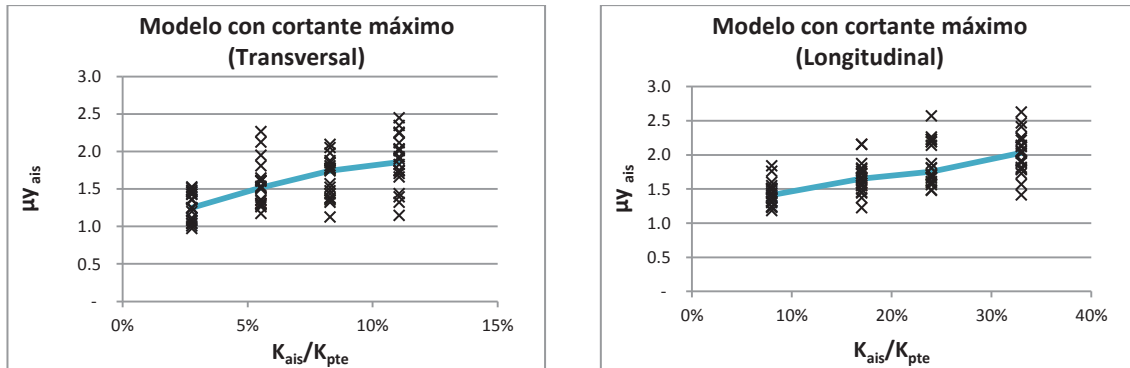 Modelo con cortante máximo
(Transversal)
3.0
2.5
2.0
1.5
1.0
0.5
-
0%
5%
10%
15%
μy ais
Kais/Kpte
Modelo con cortante máximo
(Longitudinal)
3.0
2.5
2.0
1.5
1.0
0.5
-
0%
10%
20%
30%
40%
μy ais
Kais/Kpte